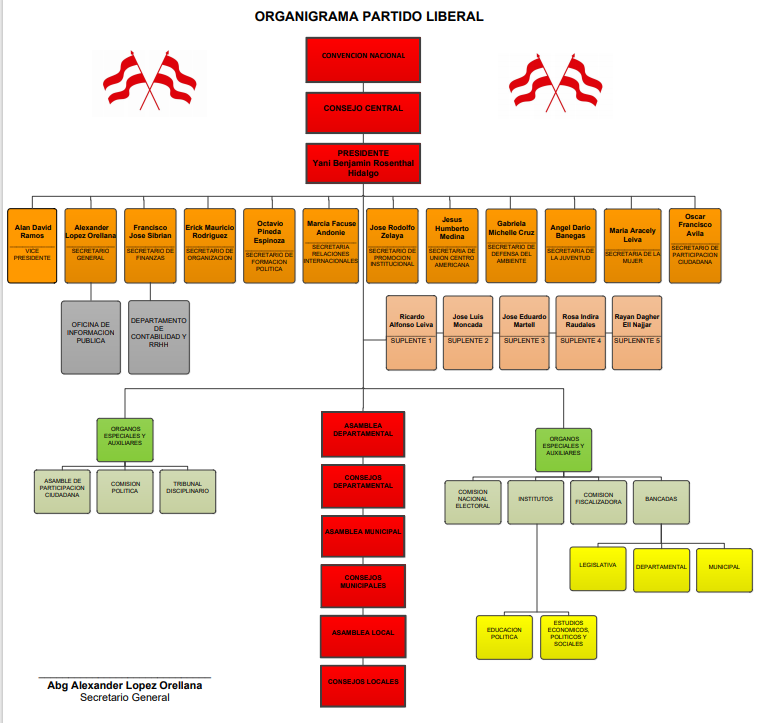 ORGANIGRAMA PARTIDO LIBERAL
CONVENCION NACIONAL
CONSEJO CENTRAL
PRESIDENTE
Yani Benjamin Rosenthal
Hidalgo
Alan David
Ramos
VICE
PRESIDENTE
Alexander
Lopez Orellana
SECRETARIO
GENERAL
Francisco
Jose Sibrian
SECRETARIO DE
FINANZAS
Erick Mauricio
Rodriguez
SECRETARIO DE
ORGANIZACION
Octavio
Pineda
Espinoza
SECRETARIO DE
FORMACION
POLITICA
Marcia Facuse
Andonie
SECRETARIA
RELACIONES
INTERNACIONALES
Jose Rodolfo
Zelaya
SECRETARIO DE
PROMOCION
INSTITUCIONAL
Jesus
Humberto
Medina
SECRETARIO DE
UNION CENTRO
AMERICANA
Gabriela
Michelle Cruz
SECRETARIO DE
DEFENSA DEL
AMBIENTE
Angel Dario
Banegas
SECRETARIA DE
LA JUVENTUD
Maria Aracely
Leiva
SECRETARIA DE LA
MUJER
Oscar
Francisco
Avila
SECRETARIO DE
PARTICIPACION
CIUDADANA
OFICINA DE
INFORMACION
PUBLICA
DEPARTAMENTO
DE
CONTABILIDAD Y
RRHH
Ricardo
Alfonso Leiva
SUPLENTE 1
Jose Luis
Moncada
SUPLENTE 2
Jose Eduardo
Martell
SUPLENTE 3
Rosa Indira
Raudales
SUPLENTE 4
Rayan Dagher
Ell Najjar
SUPLENNTE 5
ORGANOS
ESPECIALES Y
AUXILIARES
ASAMBLE DE
PARTICIPACION
CIUDADANA
COMISION
POLITICA
TRIBUNAL
DISCIPLINARIO
ASAMBLEA
DEPARTAMENTAL
CONSEJOS
DEPARTAMENTAL
ASAMBLEA MUNICIPAL
CONSEJOS
MUNICIPALES
ASAMBLEA LOCAL
CONSEJOS LOCALES
ORGANOS
ESPECIALES Y
AUXILIARES
COMISION
NACIONAL
ELECTORAL
INSTITUTOS
COMISION
FISCALIZADORA
BANCADAS
LEGISLATIVA
DEPARTAMENTAL
MUNICIPAL
EDUCACION
POLITICA
ESTUDIOS
ECONOMICOS,
POLITICOS Y
SOCIALES
Abg Alexander Lopez Orellana
Secretario General